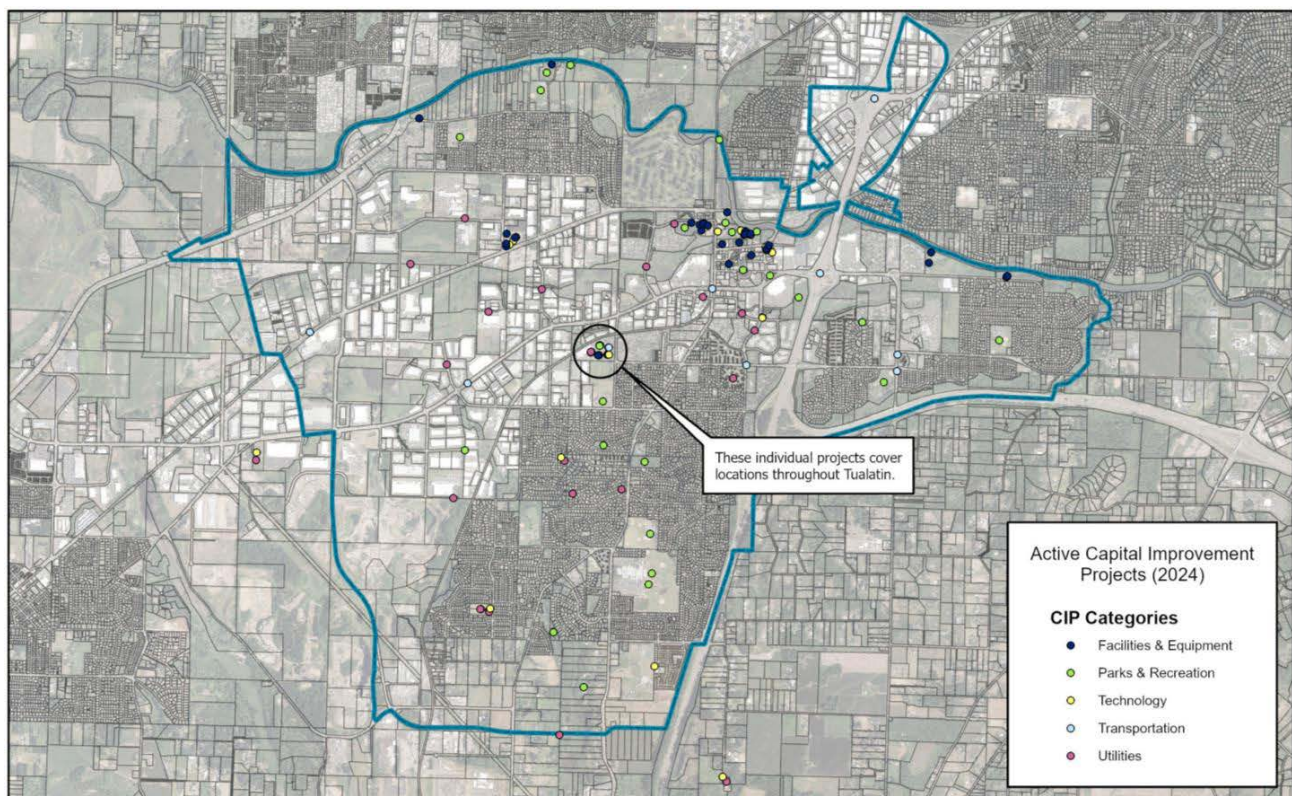 These individual projects cover
locations throughout Tualatin.
Active Capital Improvement
Projects (2024)
CIP Categories
Facilities & Equipment
Parks & Recreation
Technology
Transportation
Utilities